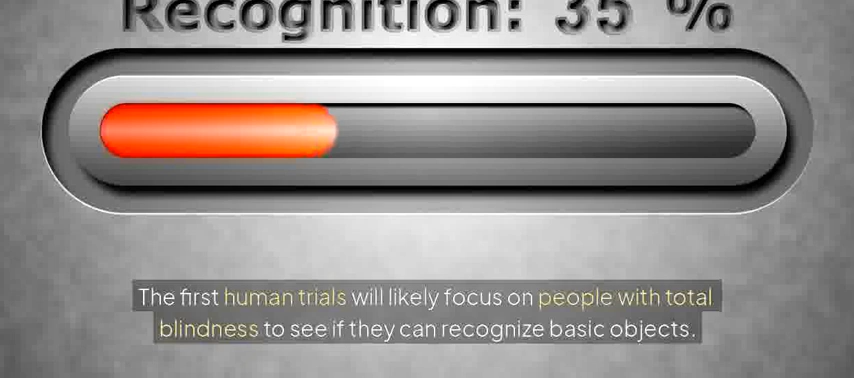 Recognition: 35 %
The first human trials will likely focus on people with total
blindness to see if they can recognize basic objects.